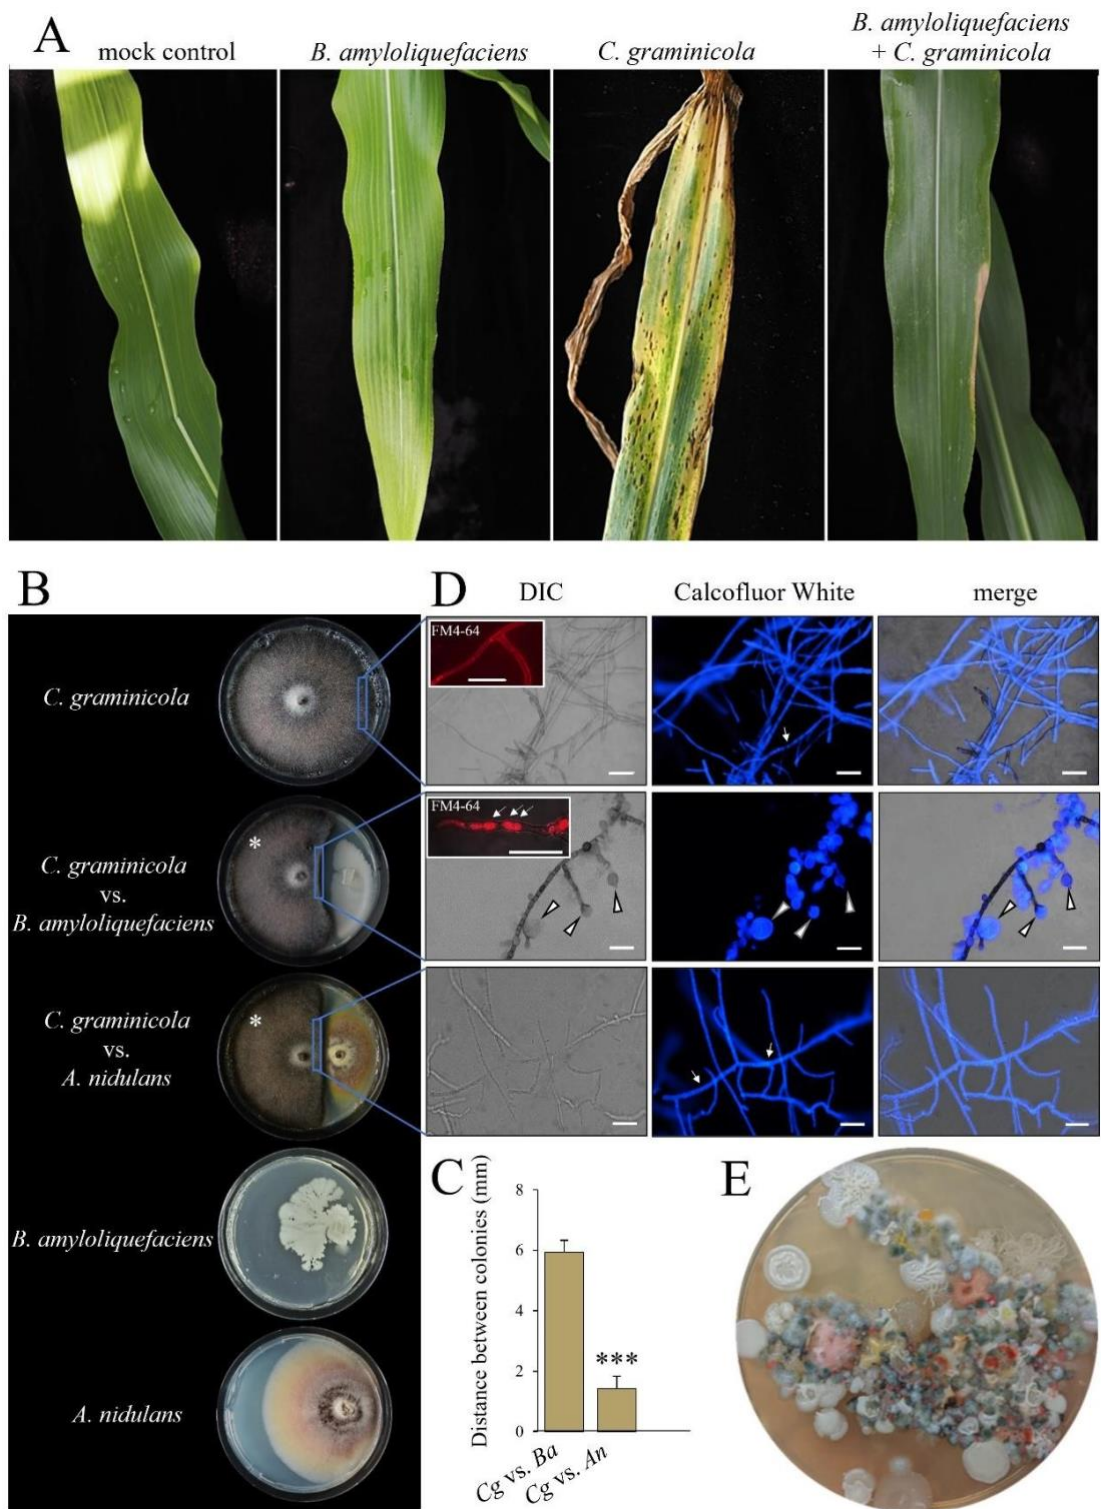 A
mock control
B. amyloliquefaciens
C. graminicola
B. amyloliquefaciens
+ C. graminicola
B
C. graminicola
C. graminicola
vs.
B. amyloliquefaciens
*
C. graminicola
vs.
A. nidulans
*
B. amyloliquefaciens
A. nidulans
D
DIC
Calcofluor White
merge
FM4-64
FM4-64
C
Distance between colonies (mm)
8
6
4
2
0
***
Cg vs. Ba
Cg vs. An
E